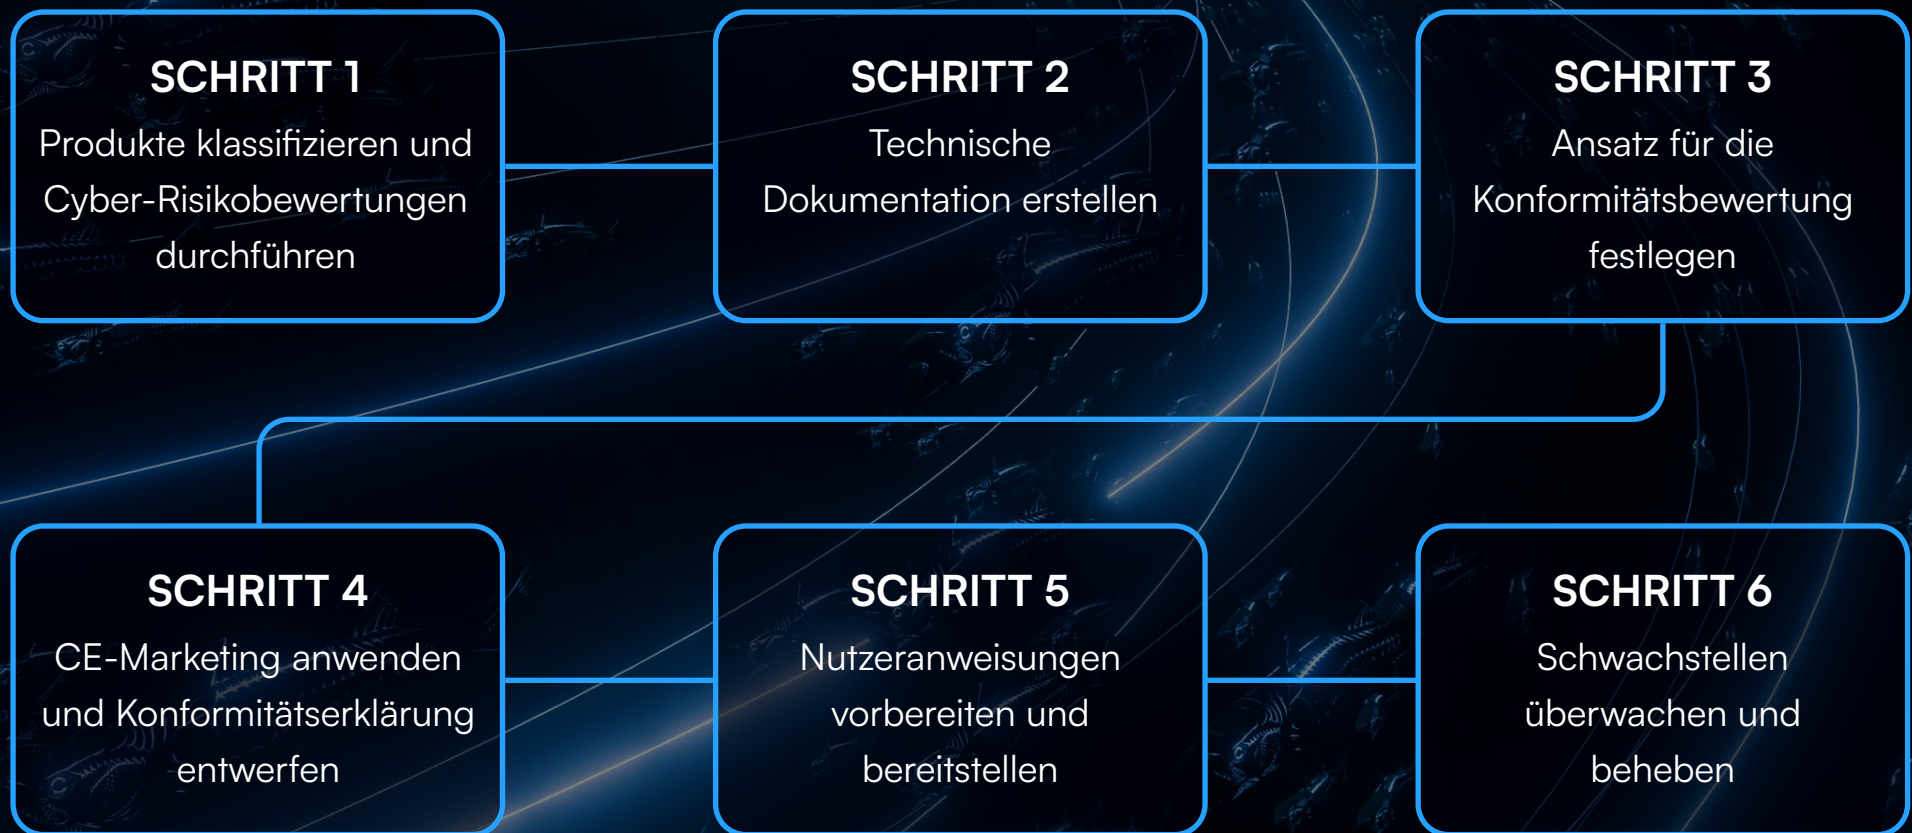 SCHRITT 1
Produkte klassifizieren und
Cyber-Risikobewertungen
durchführen
SCHRITT 2
Technische
Dokumentation erstellen
SCHRITT 3
Ansatz für die
Konformitätsbewertung
festlegen
SCHRITT 4
CE-Marketing anwenden
und Konformitätserklärung
entwerfen
SCHRITT 5
Nutzeranweisungen
vorbereiten und
bereitstellen
SCHRITT 6
Schwachstellen
überwachen und
beheben